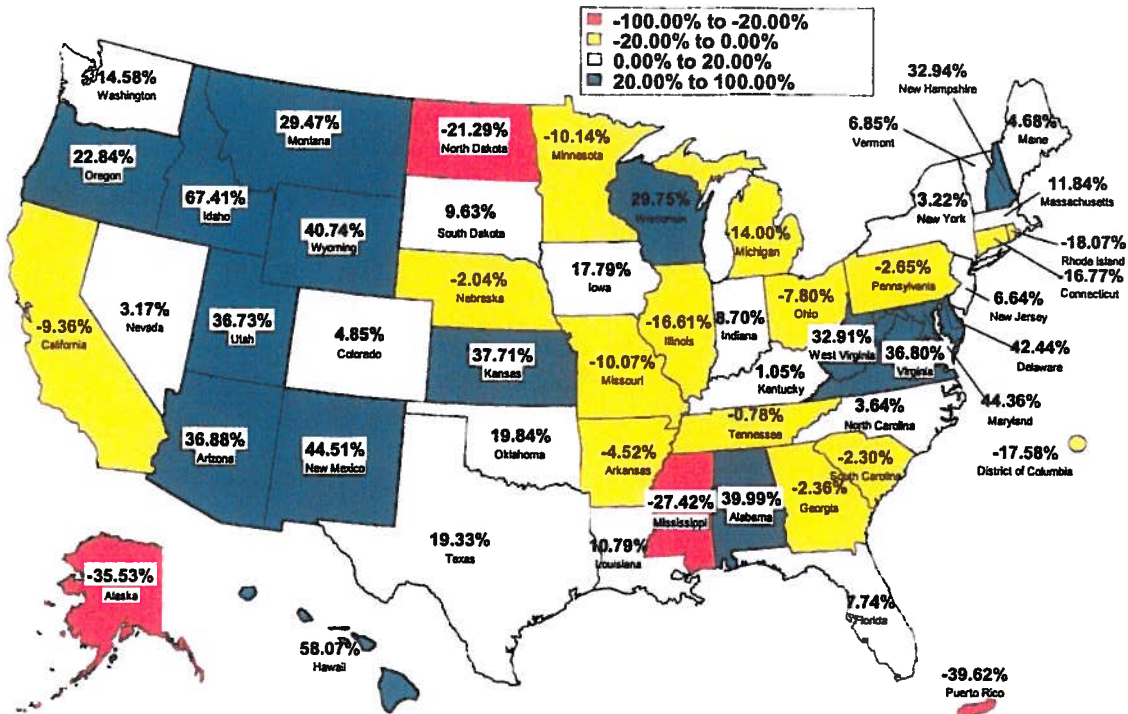 -100.00% to -20.00%
-20.00% to 0.00%
0.00% to 20.00%
20.00% to 100.00%
14.58%
Washington
22.84%
Oregon
-9.36%
California
3.17%
Nevada
67.41%
Idaho
29.47%
Montana
40.74%
Wyoming
36.73%
Utah
4.85%
Colorado
36.88%
Arizona
44.51%
New Mexico
-21.29%
North Dakota
9.63%
South Dakota
-2.04%
Nebraska
37.71%
Kansas
19.84%
Oklahoma
19.33%
Texas
-10.14%
Minnesota
17.79%
Iowa
-10.07%
Missouri
-4.52%
Arkansas
10.79%
Louisiana
29.75%
Wisconsin
-16.61%
Illinois
-14.00%
Michigan
8.70%
Indiana
-7.80%
Ohio
1.05%
Kentucky
-0.78%
Tennessee
-27.42%
Mississippi
39.99%
Alabama
-2.36%
Georgia
7.74%
Florida
-2.30%
South Carolina
3.64%
North Carolina
32.91%
West Virginia
36.80%
Virginia
-2.65%
Pennsylvania
3.22%
New York
6.85%
Vermont
32.94%
New Hampshire
4.68%
Maine
11.84%
Massachusetts
-18.07%
Rhode Island
-16.77%
Connecticut
6.64%
New Jersey
42.44%
Delaware
44.36%
Maryland
-17.58%
District of Columbia
-35.53%
Alaska
58.07%
Hawaii
-39.62%
Puerto Rico